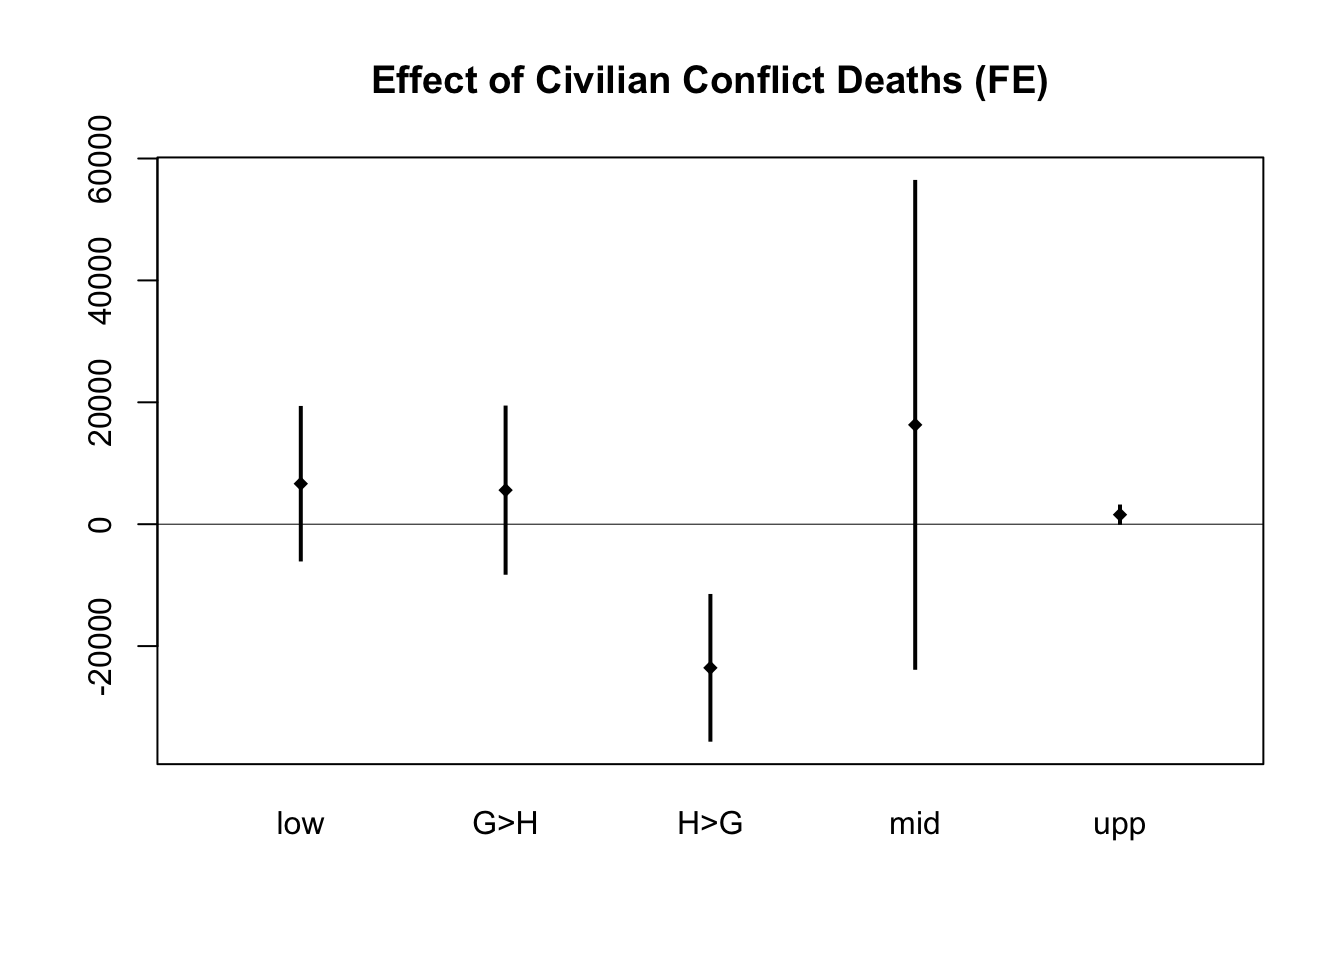 Effect of Civilian Conflict Deaths (FE)
60000
40000
20000
0
-20000
low G>H H>G mid upp